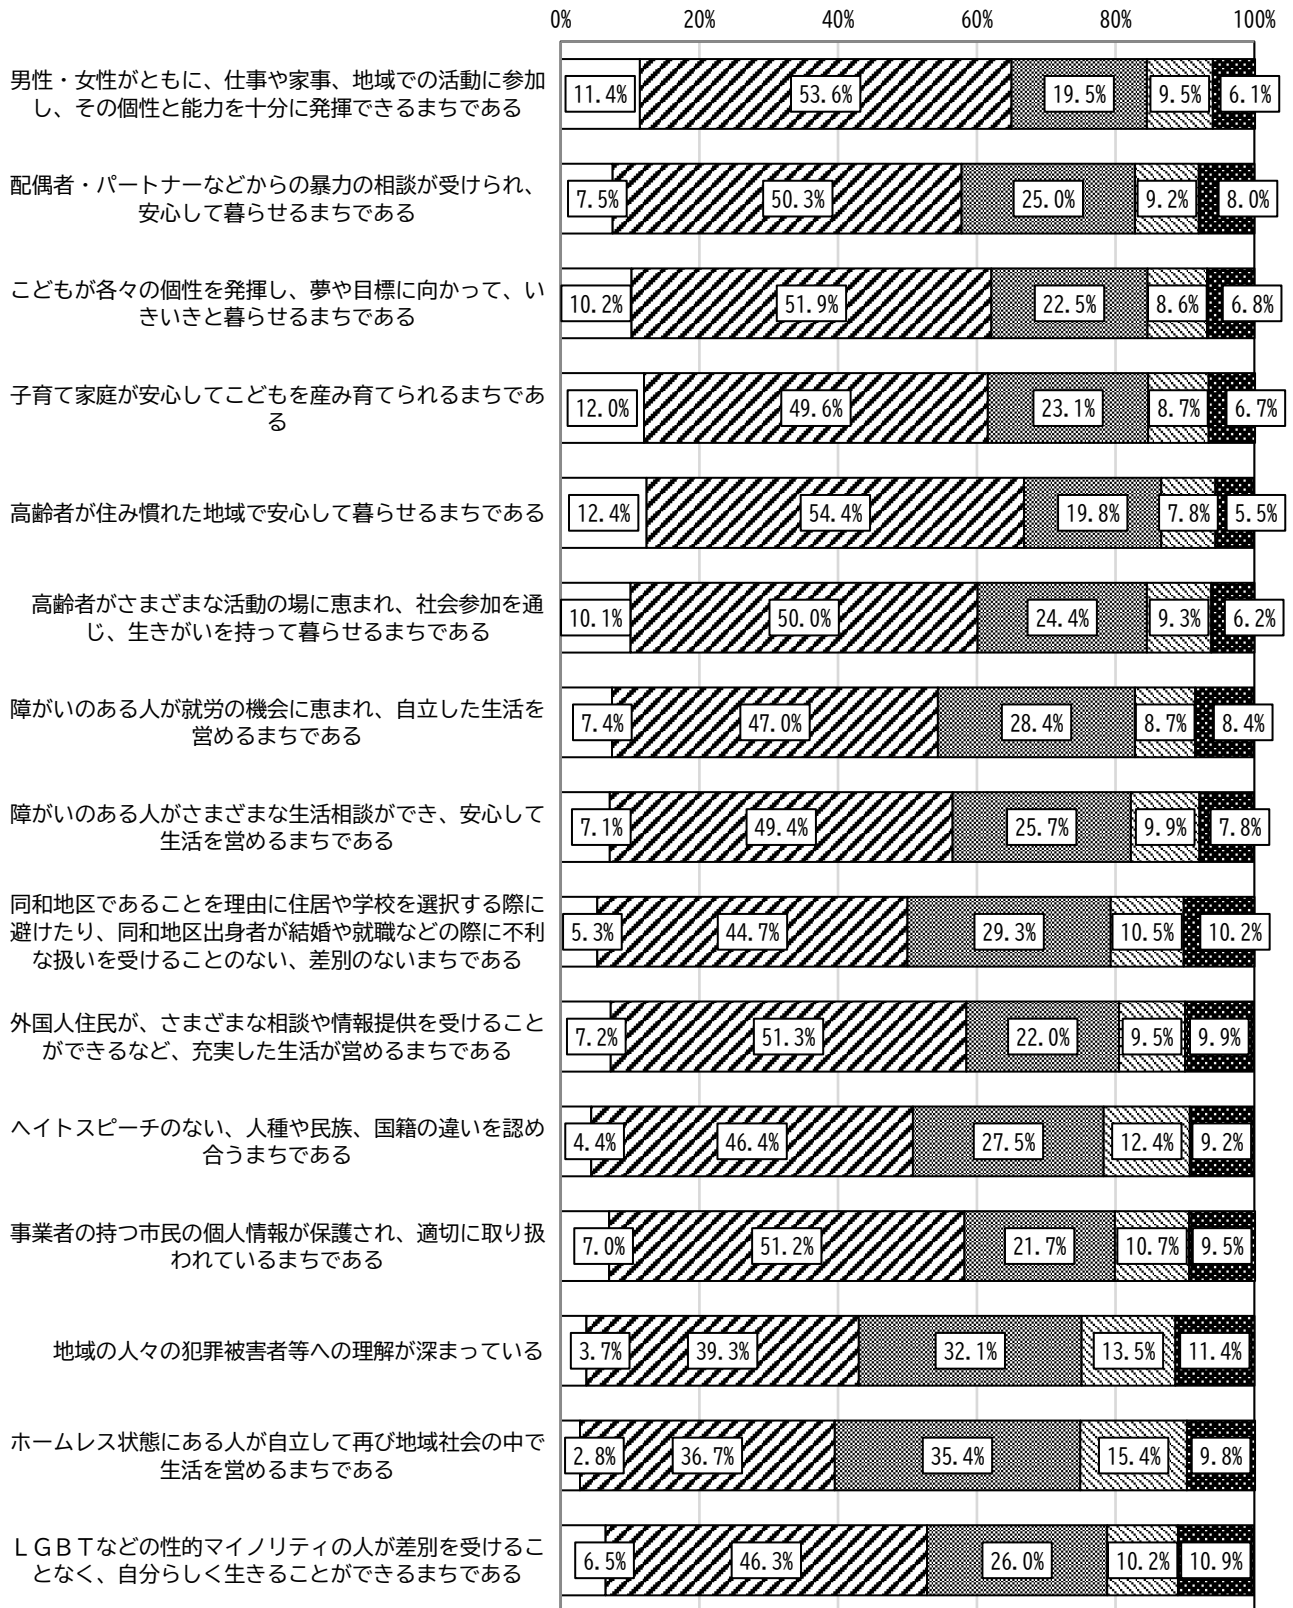 0% 20% 40% 60% 80% 100%
男性・女性がともに、仕事や家事、地域での活動に参加
し、その個性と能力を十分に発揮できるまちである
11.4% 53.6% 19.5% 9.5% 6.1%
配偶者・パートナーなどからの暴力の相談が受けられ、
安心して暮らせるまちである
7.5% 50.3% 25.0% 9.2% 8.0%
こどもが各々の個性を発揮し、夢や目標に向かって、い
きいきと暮らせるまちである
10.2% 51.9% 22.5% 8.6% 6.8%
子育て家庭が安心してこどもを産み育てられるまちであ
る
12.0% 49.6% 23.1% 8.7% 6.7%
高齢者が住み慣れた地域で安心して暮らせるまちである
12.4% 54.4% 19.8% 7.8% 5.5%
高齢者がさまざまな活動の場に恵まれ、社会参加を通
じ、生きがいを持って暮らせるまちである
10.1% 50.0% 24.4% 9.3% 6.2%
障がいのある人が就労の機会に恵まれ、自立した生活を
営めるまちである
7.4% 47.0% 28.4% 8.7% 8.4%
障がいのある人がさまざまな生活相談ができ、安心して
生活を営めるまちである
7.1% 49.4% 25.7% 9.9% 7.8%
同和地区であることを理由に住居や学校を選択する際に
避けたり、同和地区出身者が結婚や就職などの際に不利
な扱いを受けることのない、差別のないまちである
5.3% 44.7% 29.3% 10.5% 10.2%
外国人住民が、さまざまな相談や情報提供を受けること
ができるなど、充実した生活が営めるまちである
7.2% 51.3% 22.0% 9.5% 9.9%
ヘイトスピーチのない、人種や民族、国籍の違いを認め
合うまちである
4.4% 46.4% 27.5% 12.4% 9.2%
事業者の持つ市民の個人情報が保護され、適切に取り扱
われているまちである
7.0% 51.2% 21.7% 10.7% 9.5%
地域の人々の犯罪被害者等への理解が深まっている
3.7% 39.3% 32.1% 13.5% 11.4%
ホームレス状態にある人が自立して再び地域社会の中で
生活を営めるまちである
2.8% 36.7% 35.4% 15.4% 9.8%
ＬＧＢＴなどの性的マイノリティの人が差別を受けるこ
となく、自分らしく生きることができるまちである
6.5% 46.3% 26.0% 10.2% 10.9%